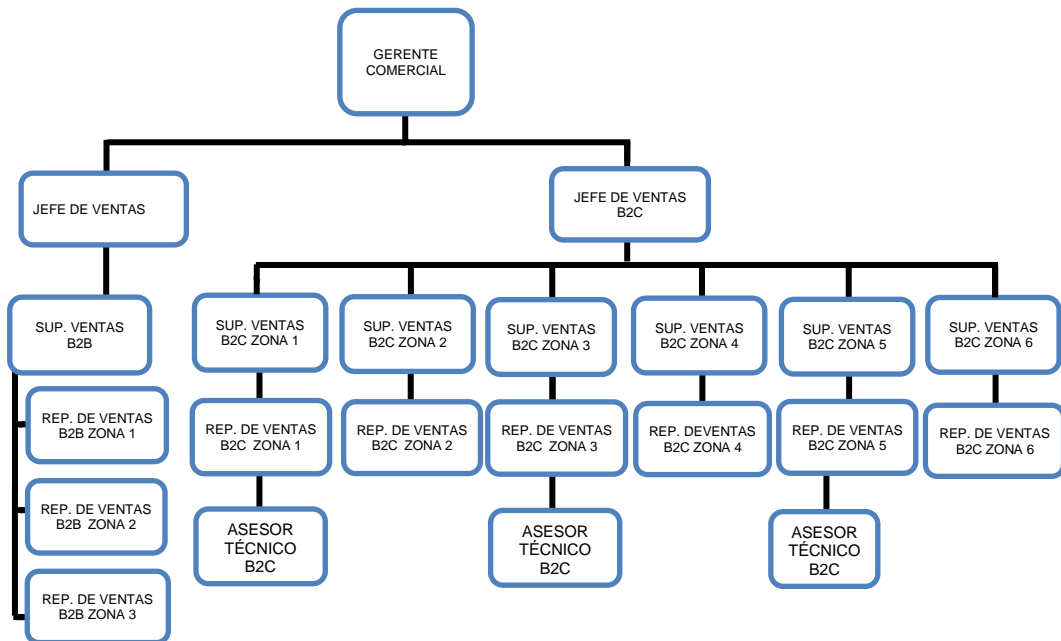 GERENTE
COMERCIAL
JEFE DE VENTAS
JEFE DE VENTAS
B2C
SUP. VENTAS
B2B
SUP. VENTAS
B2C ZONA 1
SUP. VENTAS
B2C ZONA 2
SUP. VENTAS
B2C ZONA 3
SUP. VENTAS
B2C ZONA 4
SUP. VENTAS
B2C ZONA 5
SUP. VENTAS
B2C ZONA 6
REP. DE VENTAS
B2B ZONA 1
REP. DE VENTAS
B2C ZONA 1
REP. DE VENTAS
B2C ZONA 2
REP. DE VENTAS
B2C ZONA 3
REP. DEVENTAS
B2C ZONA 4
REP. DE VENTAS
B2C ZONA 5
REP. DE VENTAS
B2C ZONA 6
REP. DE VENTAS
B2B ZONA 2
ASESOR
TÉCNICO
B2C
ASESOR
TÉCNICO
B2C
ASESOR
TÉCNICO
B2C
REP. DE VENTAS
B2B ZONA 3